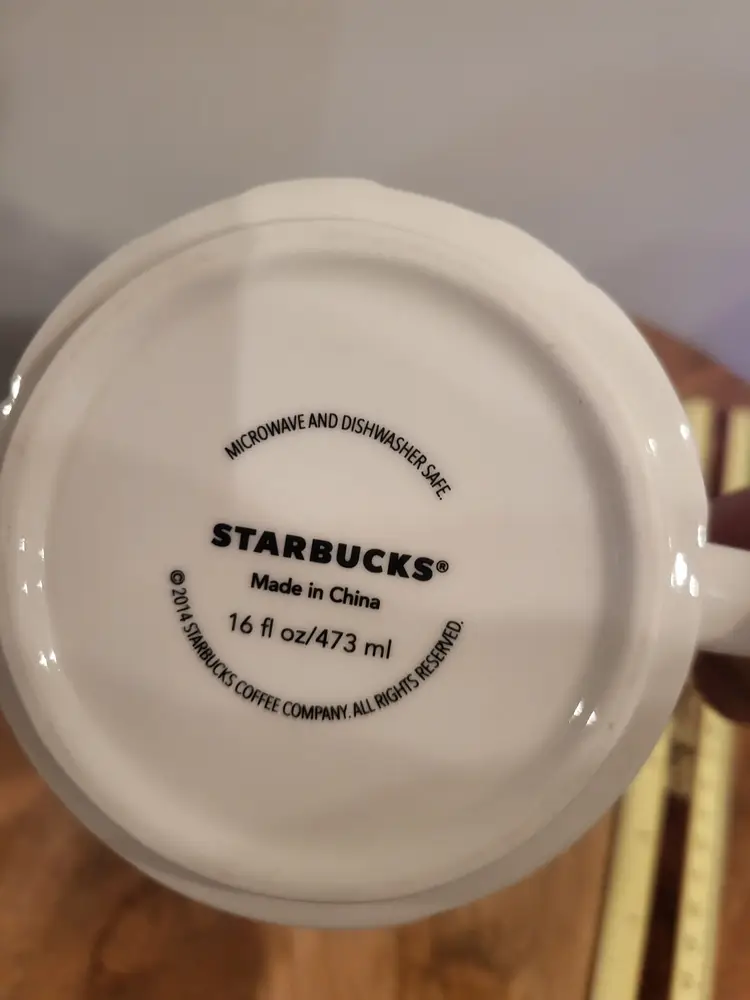 MICROWAVE AND DISHWASHER SAFE.
STARBUCKS®
Made in China
16 fl oz/473 ml
© 2014 STARBUCKS COFFEE COMPANY. ALL RIGHTS RESERVED.